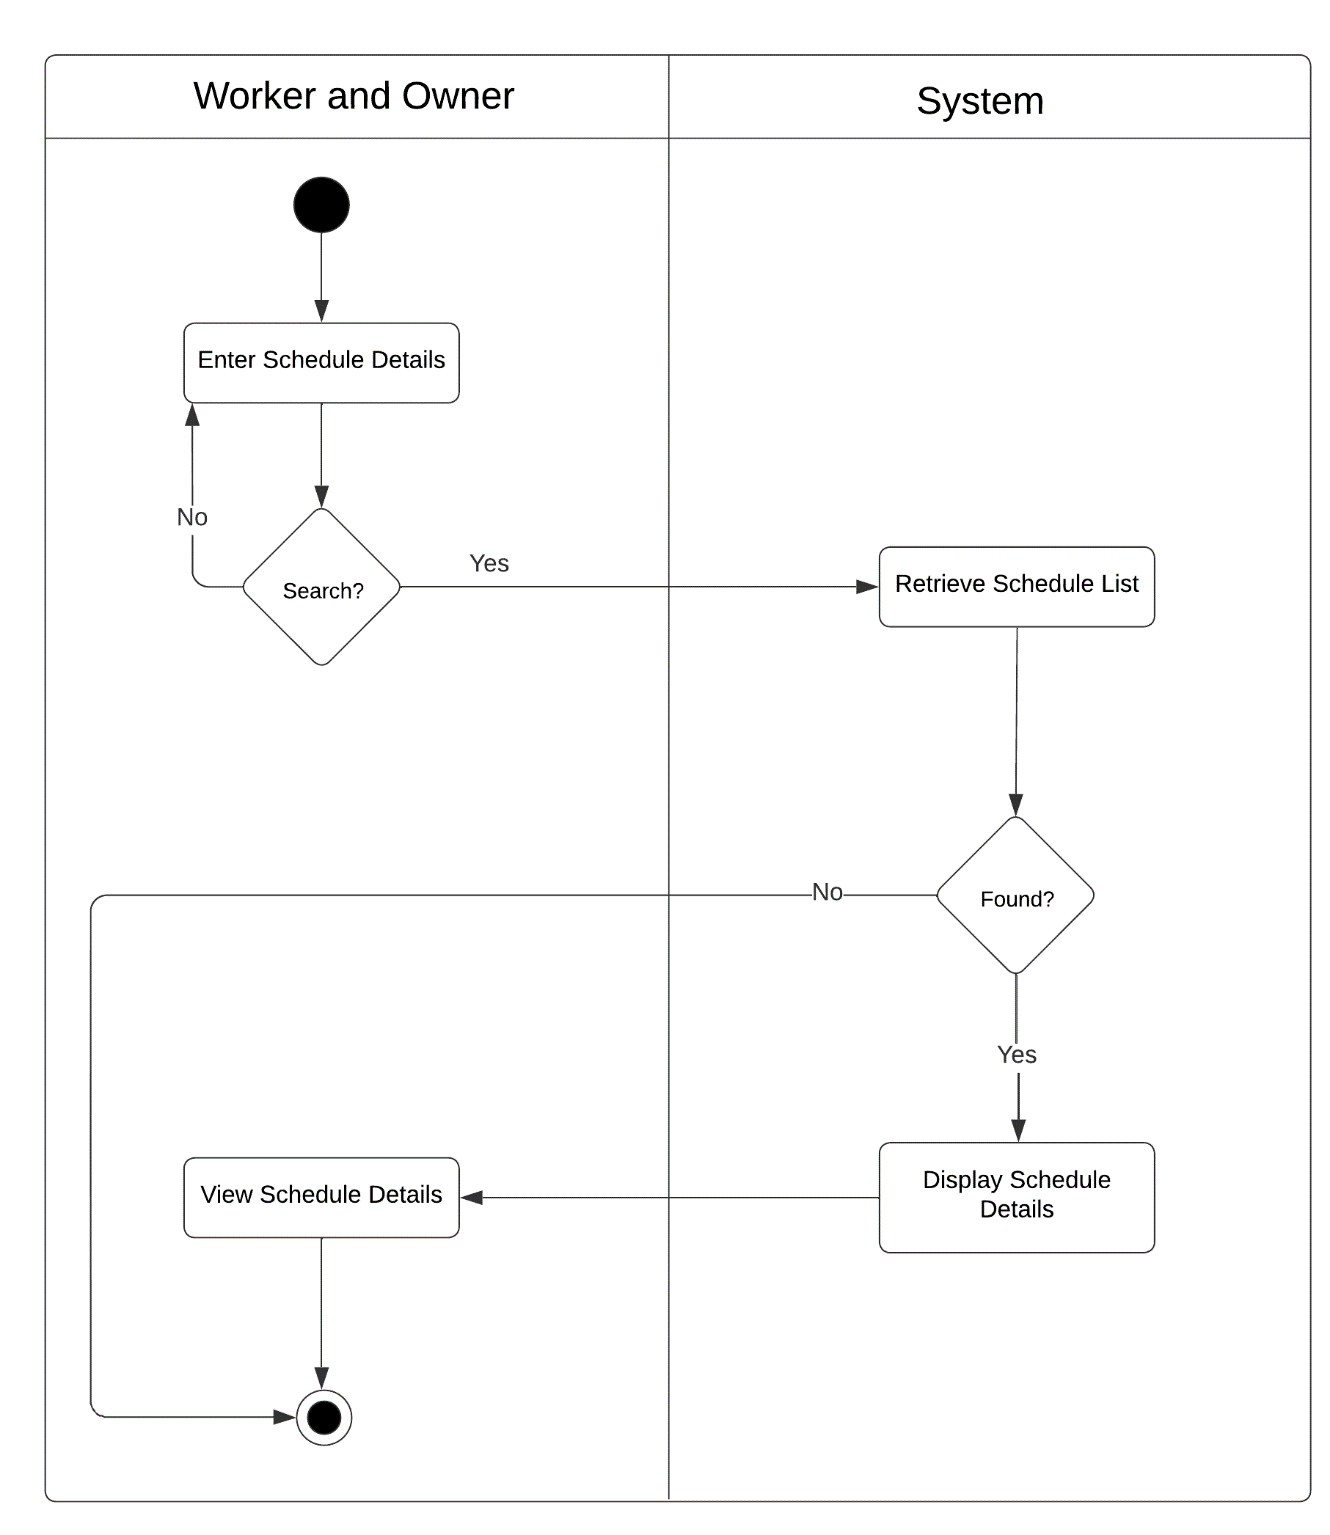 Worker and Owner
System
Enter Schedule Details
No
Search?
Yes
Retrieve Schedule List
No
Found?
Yes
View Schedule Details
Display Schedule
Details